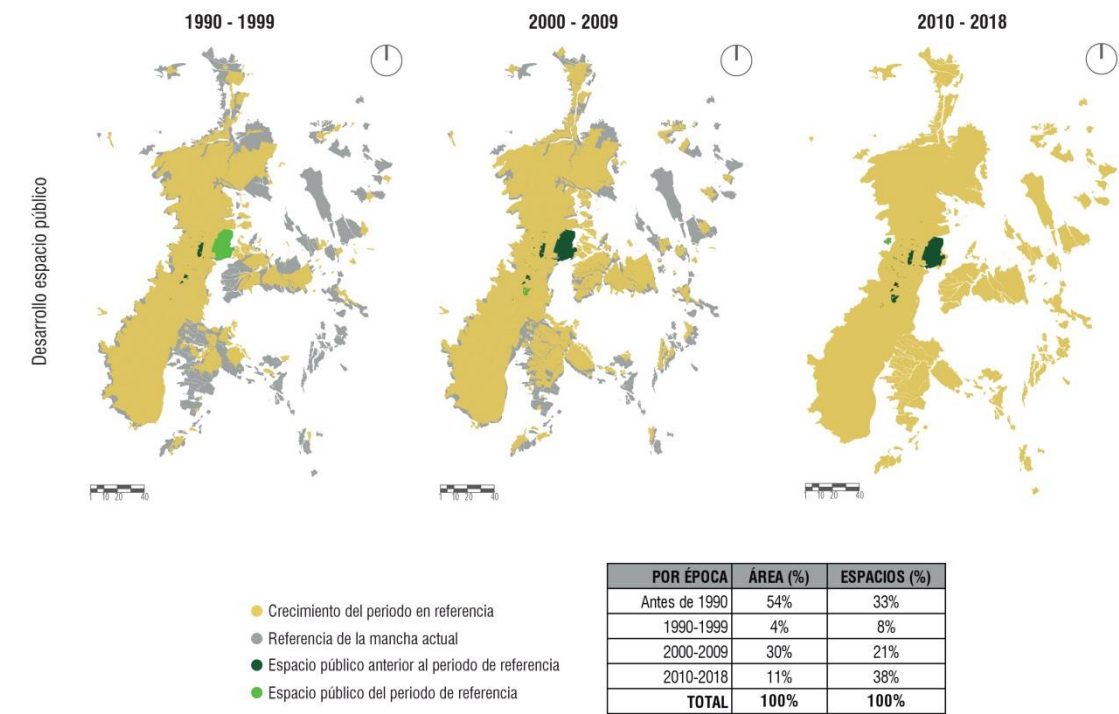 1990 - 1999
2000 - 2009
2010 - 2018
Desarrollo espacio público
1 10 20 40
1 10 20 40
1 10 20 40
Crecimiento del periodo en referencia
Referencia de la mancha actual
Espacio público anterior al periodo de referencia
Espacio público del periodo de referencia
POR ÉPOCA ÁREA (%) ESPACIOS (%)
Antes de 1990 54% 33%
1990-1999 4% 8%
2000-2009 30% 21%
2010-2018 11% 38%
TOTAL 100% 100%